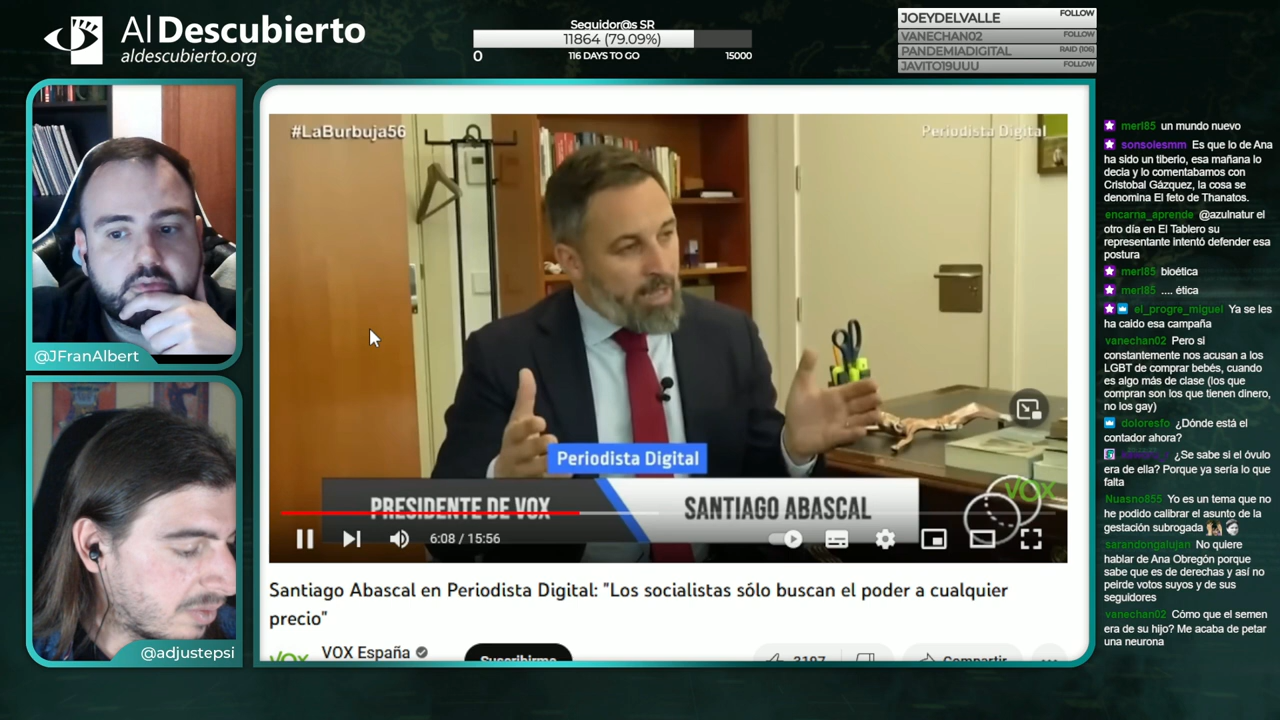 Al Descubierto
aldescubierto.org
Seguidor@s SR
11864 (79.09%)
0
116 DAYS TO GO
15000
JOEYDELVALLE FOLLOW
VANECHAN02 FOLLOW
PANDEMIADIGITAL RAID (106)
JAVITO19UUU FOLLOW
@JFranAlbert
@adjustepsi
#LaBurbuja56
Periodista Digital
Periodista Digital
PRESIDENTE DE VOX
SANTIAGO ABASCAL
VOX
6:08 / 15:56
Santiago Abascal en Periodista Digital: "Los socialistas sólo buscan el poder a cualquier
precio"
VOX España
Suscribirme
3197
Compartir
merl85 un mundo nuevo
sonsolesmm Es que lo de Ana
ha sido un tiberio, esa mañana lo
decla y lo comentabamos con
Cristobal Gázquez, la cosa se
denomina El feto de Thanatos.
encarna_aprende @azulnatur el
otro día en El Tablero su
representante intentó defender esa
postura
merl85 bioética
merl85 .... ética
el_progre_miguel Ya se les
ha caido esa campaña
vanechan02 Pero si
constantemente nos acusan a los
LGBT de comprar bebés, cuando
es algo más de clase (los que
compran son los que tienen dinero,
no los gay)
doloresfo ¿Dónde está el
contador ahora?
¿Se sabe si el óvulo
era de ella? Porque ya sería lo que
falta
Nuasno855 Yo es un tema que no
he podido calibrar el asunto de la
gestación subrogada
sarandongalujan No quiere
hablar de Ana Obregón porque
sabe que es de derechas y así no
peirde votos suyos y de sus
seguidores
vanechan02 Cómo que el semen
era de su hijo? Me acaba de petar
una neurona